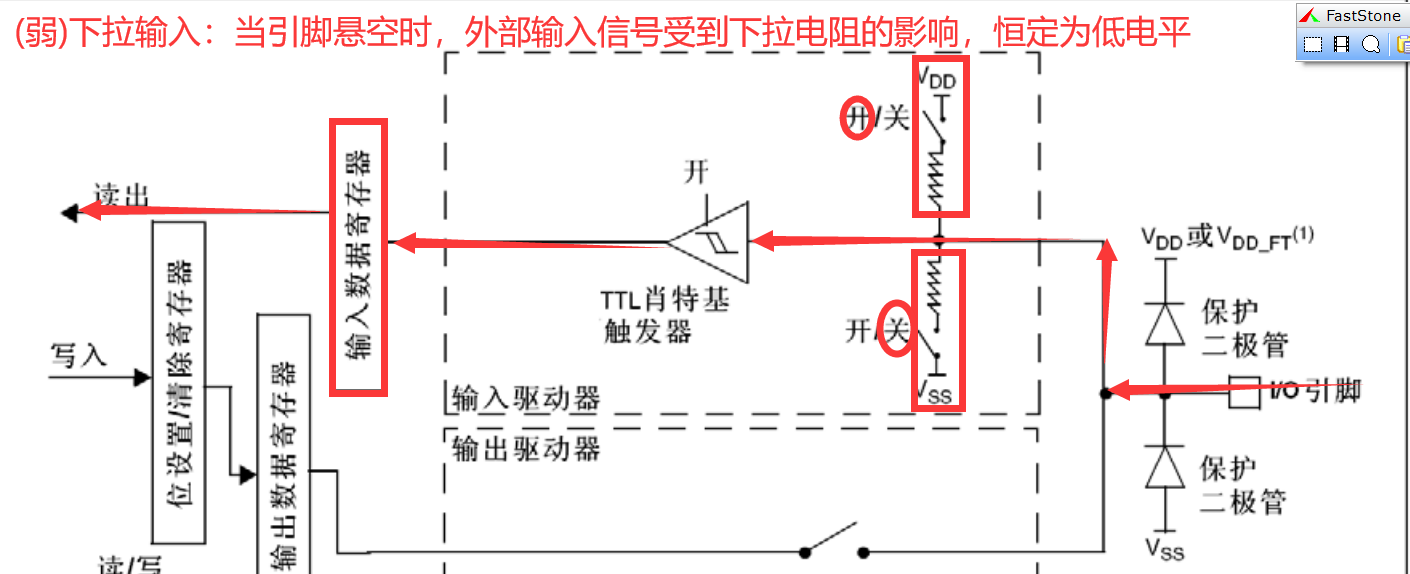 (弱)下拉输入：当引脚悬空时，外部输入信号受到下拉电阻的影响，恒定为低电平
FastStone
VDD
开/关
开
读出
输入数据寄存器
VDD或VDD_FT(1)
TTL肖特基
触发器
开/关
保护
二极管
写入
位设置/清除寄存器
输出数据寄存器
VSS
I/O引脚
输入驱动器
输出驱动器
保护
二极管
VSS
读/写